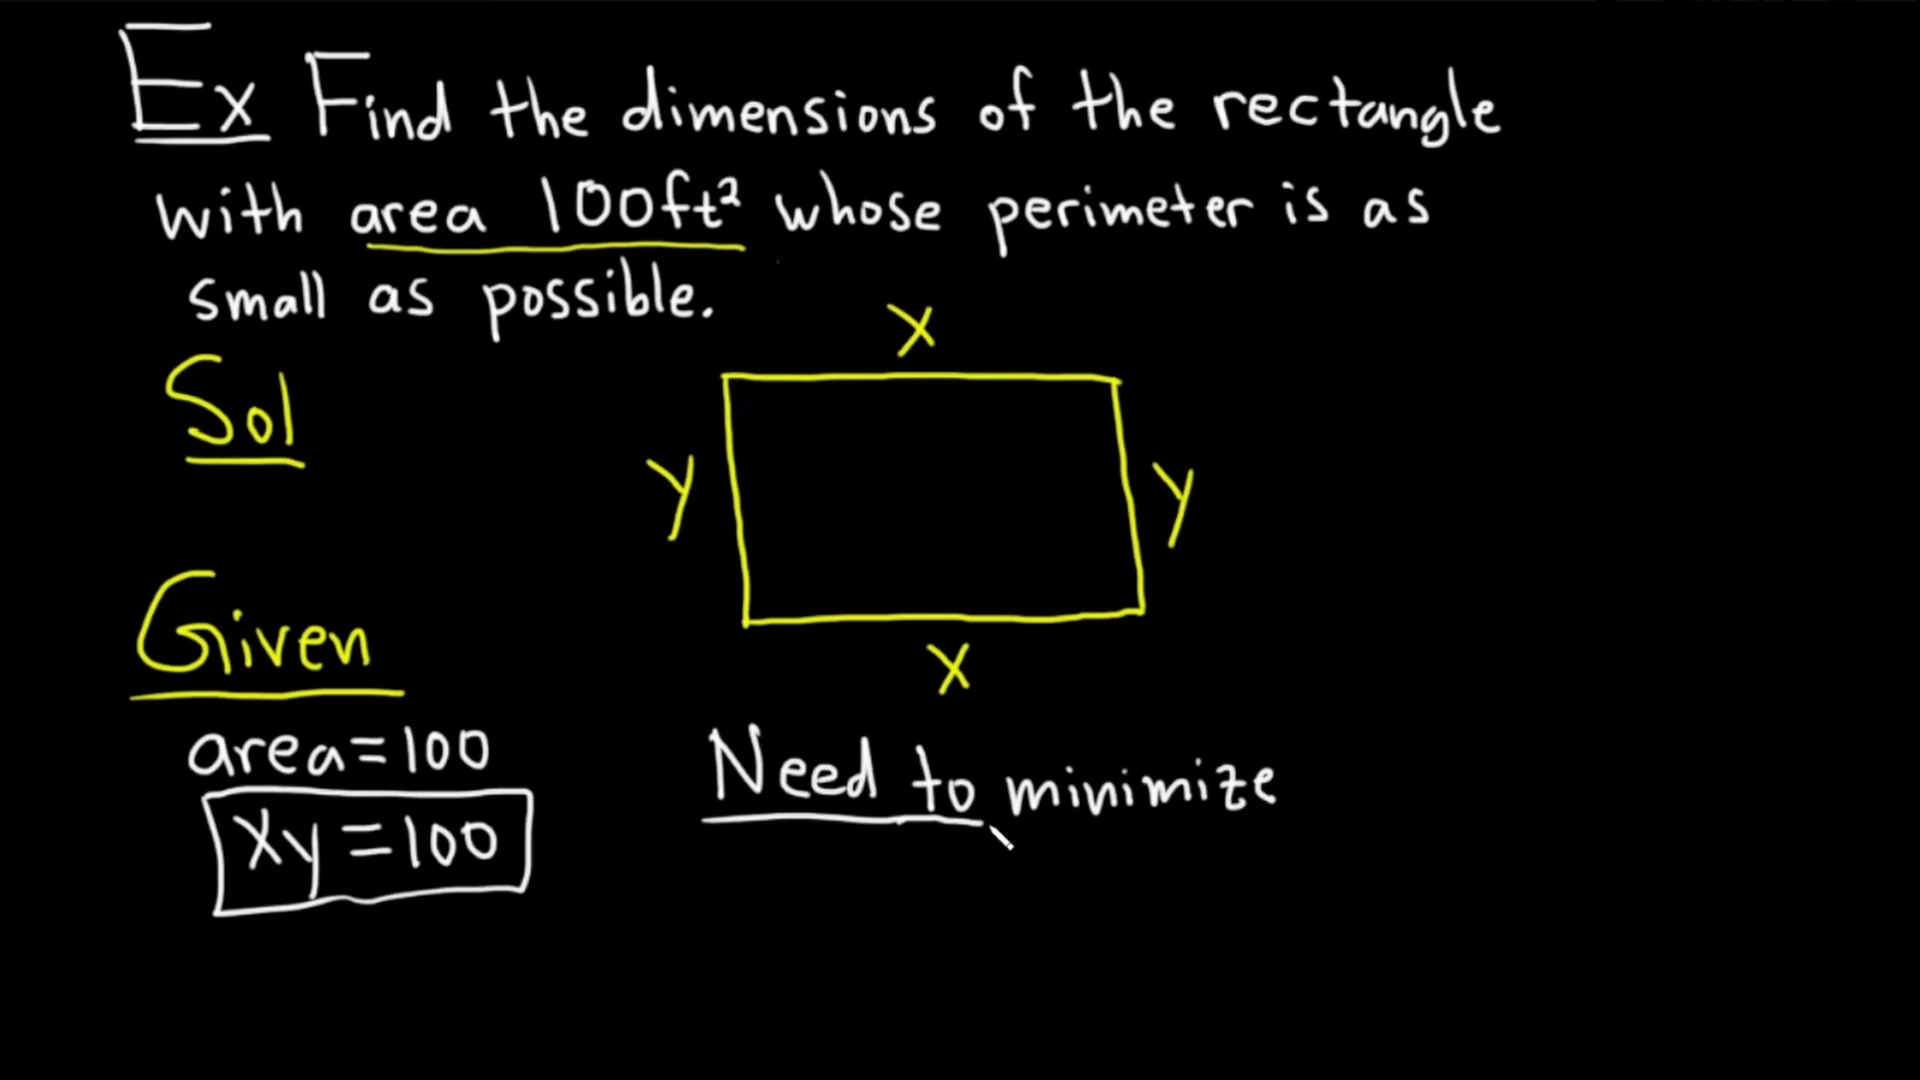 Ex Find the dimensions of the rectangle
with area 100ft² whose perimeter is as
small as possible.
Sol
x
y
y
x
Given
area=100
xy=100
Need to minimize